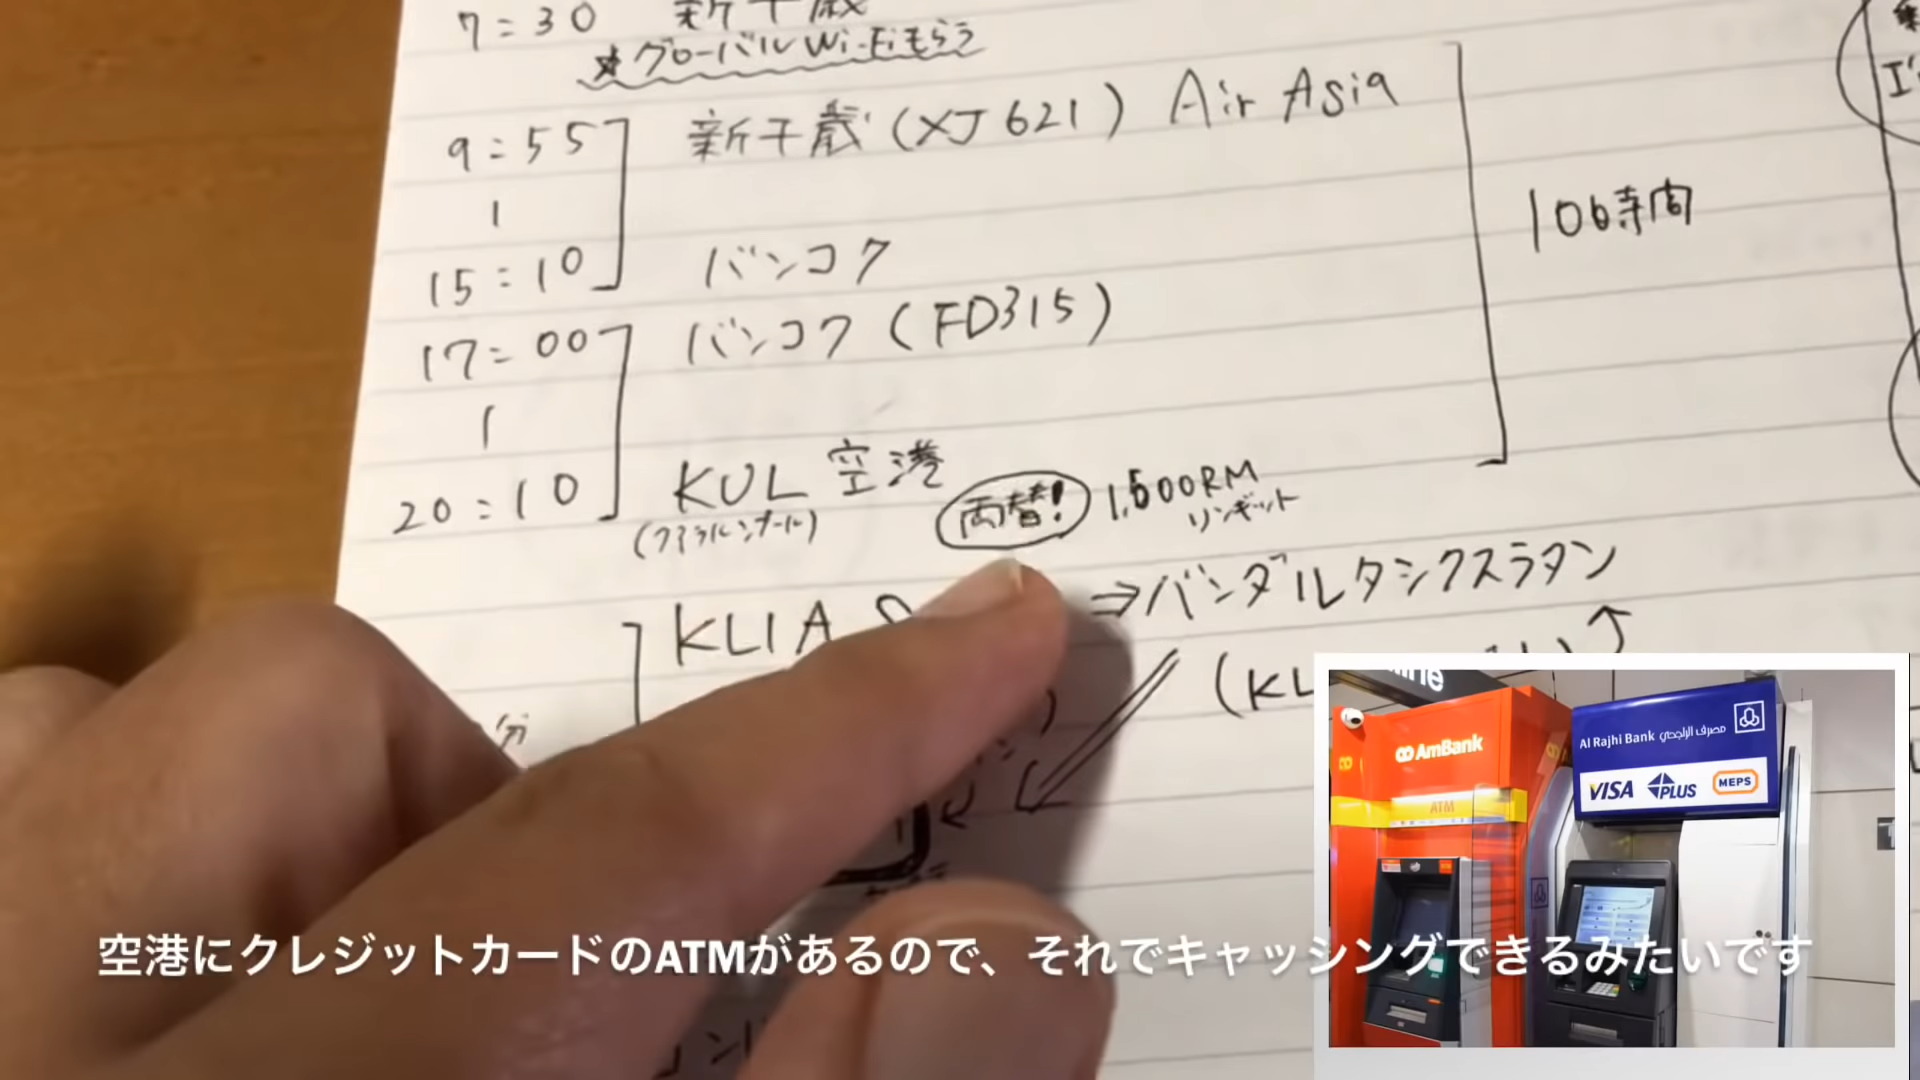 7:30 新千歳
★グローバルWi-Fiもらう
9:55 新千歳 (XJ621) Air Asia
15:10 バンコク
10時間
17:00 バンコク (FD315)
20:10 KUL 空港
(クアラルンプール)
両替! 1,500RM
リンギット
KLIA
⇒バンダルタシクスラタン
(KL
分
AmBank
ATM
Al Rajhi Bank مصرف الراجحي
VISA PLUS MEPS
空港にクレジットカードのATMがあるので、それでキャッシングできるみたいです